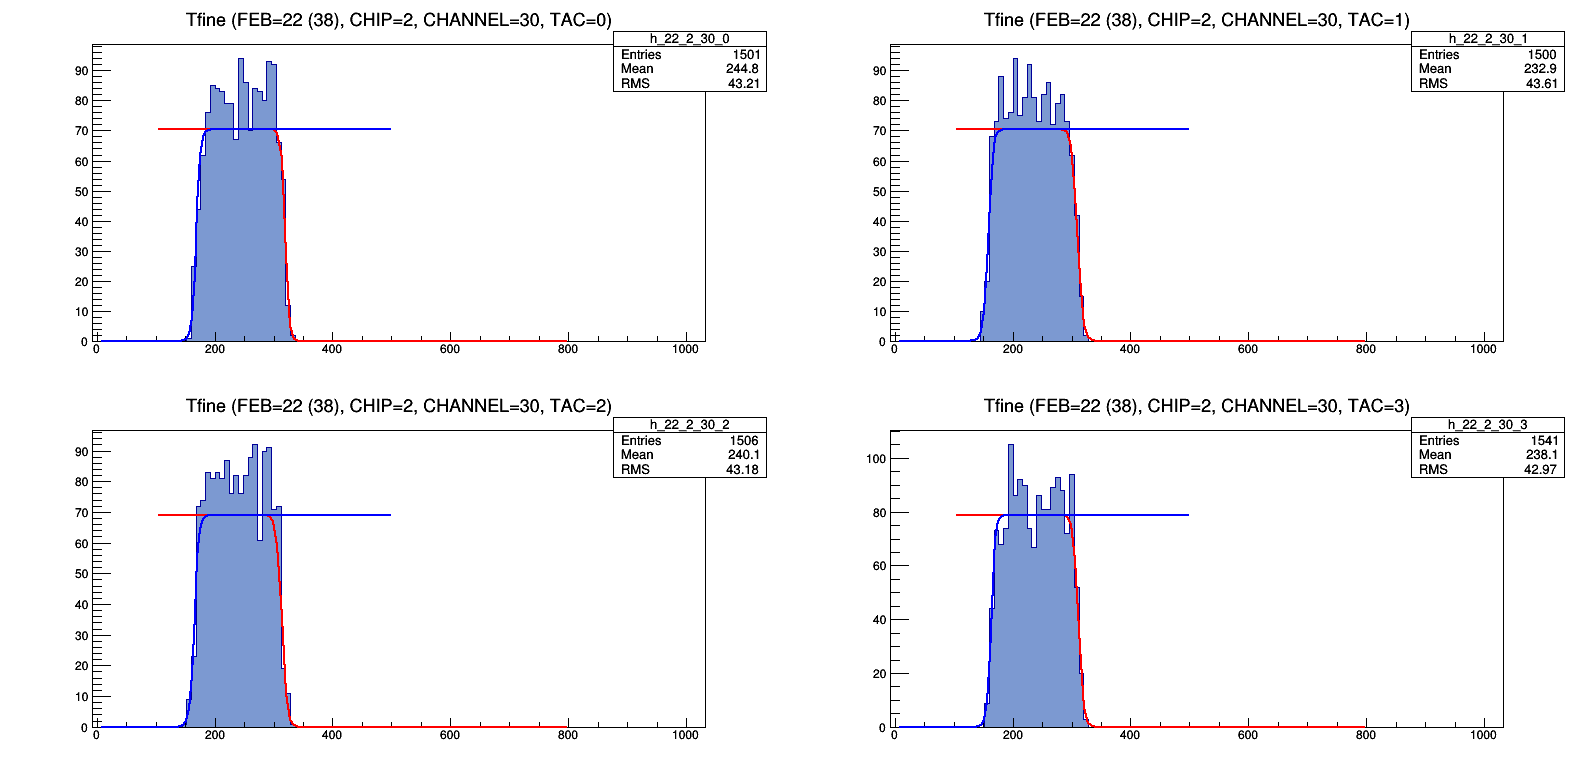 Tfine (FEB=22 (38), CHIP=2, CHANNEL=30, TAC=0)
h_22_2_30_0
Entries 1501
Mean 244.8
RMS 43.21
90
80
70
60
50
40
30
20
10
0
0 200 400 600 800 1000
Tfine (FEB=22 (38), CHIP=2, CHANNEL=30, TAC=1)
h_22_2_30_1
Entries 1500
Mean 232.9
RMS 43.61
90
80
70
60
50
40
30
20
10
0
0 200 400 600 800 1000
Tfine (FEB=22 (38), CHIP=2, CHANNEL=30, TAC=2)
h_22_2_30_2
Entries 1506
Mean 240.1
RMS 43.18
90
80
70
60
50
40
30
20
10
0
0 200 400 600 800 1000
Tfine (FEB=22 (38), CHIP=2, CHANNEL=30, TAC=3)
h_22_2_30_3
Entries 1541
Mean 238.1
RMS 42.97
100
80
60
40
20
0
0 200 400 600 800 1000